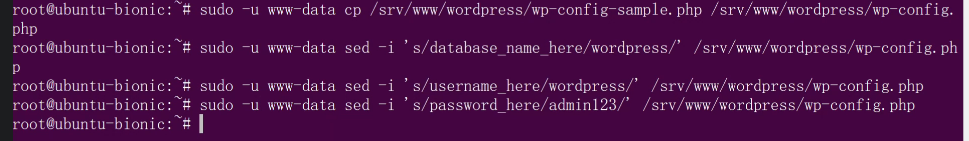 root@ubuntu-bionic:~# sudo -u www-data cp /srv/www/wordpress/wp-config-sample.php /srv/www/wordpress/wp-config.
php
root@ubuntu-bionic:~# sudo -u www-data sed -i 's/database_name_here/wordpress/' /srv/www/wordpress/wp-config.ph
p
root@ubuntu-bionic:~# sudo -u www-data sed -i 's/username_here/wordpress/' /srv/www/wordpress/wp-config.php
root@ubuntu-bionic:~# sudo -u www-data sed -i 's/password_here/admin123/' /srv/www/wordpress/wp-config.php
root@ubuntu-bionic:~#